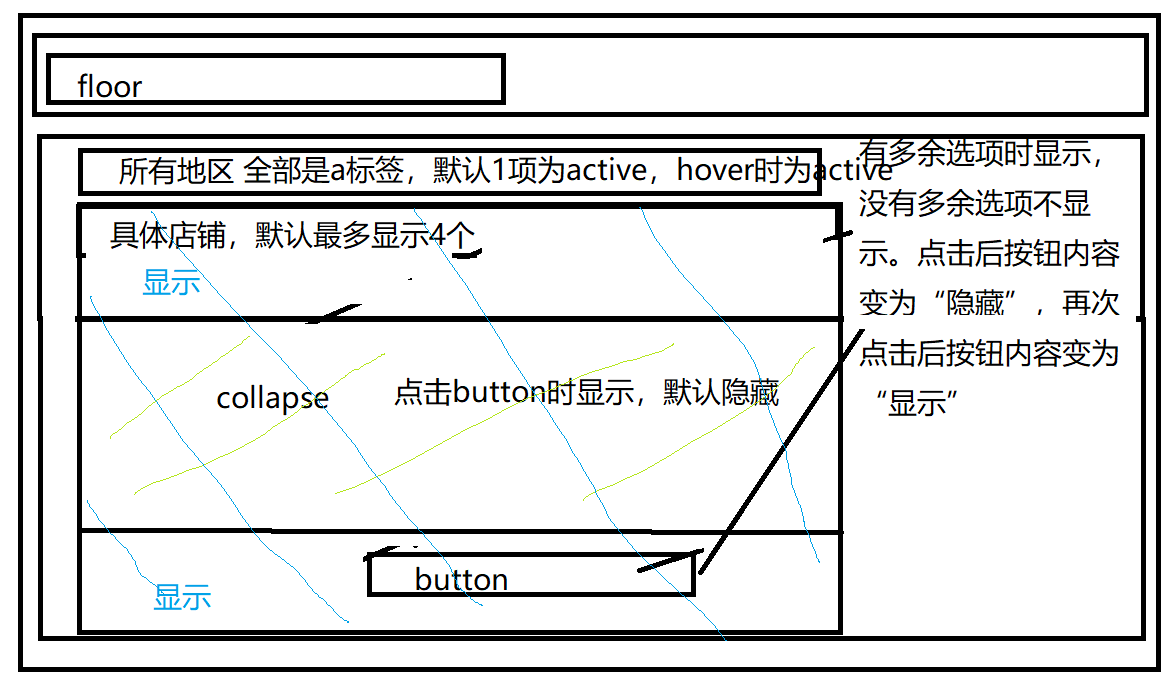 floor
所有地区 全部是a标签，默认1项为active，hover时为active
具体店铺，默认最多显示4个
显示
collapse
点击button时显示，默认隐藏
显示
button
有多余选项时显示，
没有多余选项不显
示。点击后按钮内容
变为“隐藏”，再次
点击后按钮内容变为
“显示”